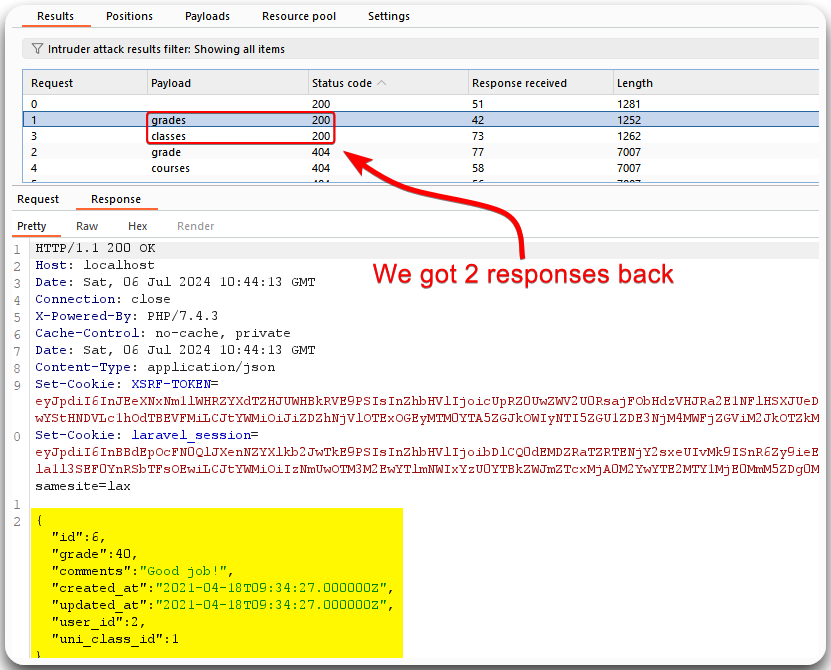 Results Positions Payloads Resource pool Settings
Intruder attack results filter: Showing all items
Request Payload Status code Response received Length
0 200 51 1281
1 grades 200 42 1252
3 classes 200 73 1262
2 grade 404 77 7007
4 courses 404 58 7007
Request Response
Pretty Raw Hex Render
We got 2 responses back
1 HTTP/1.1 200 OK
2 Host: localhost
3 Date: Sat, 06 Jul 2024 10:44:13 GMT
4 Connection: close
5 X-Powered-By: PHP/7.4.3
6 Cache-Control: no-cache, private
7 Date: Sat, 06 Jul 2024 10:44:13 GMT
8 Content-Type: application/json
9 Set-Cookie: XSRF-TOKEN=
0 Set-Cookie: laravel_session=
samesite=lax
1
2 {
"id":6,
"grade":40,
"comments":"Good job!",
"created_at":"2021-04-18T09:34:27.000000Z",
"updated_at":"2021-04-18T09:34:27.000000Z",
"user_id":2,
"uni_class_id":1
}